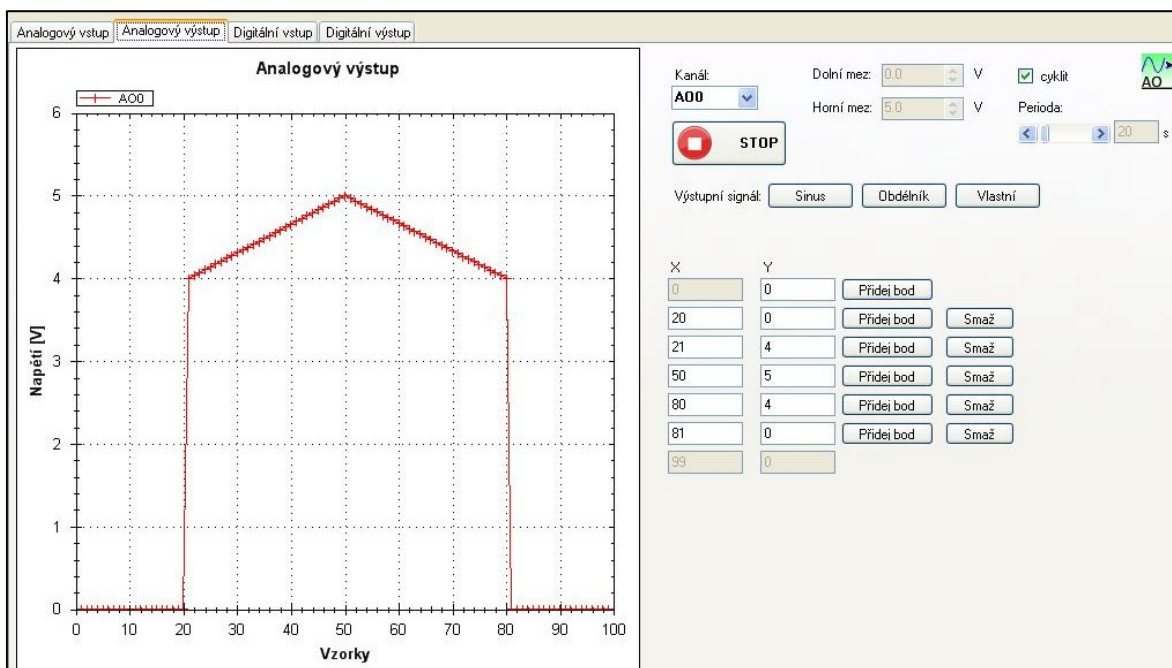 Analogový vstup Analogový výstup Digitální vstup Digitální výstup
Analogový výstup
AO0
Napětí [V]
6
5
4
3
2
1
0
0 10 20 30 40 50 60 70 80 90 100
Vzorky
Kanál: Dolní mez: 0.0 V cyklit AO
AO0 Horní mez: 5.0 V Perioda:
STOP 20 s
Výstupní signál: Sinus Obdélník Vlastní
X Y
0 0 Přidej bod
20 0 Přidej bod Smaž
21 4 Přidej bod Smaž
50 5 Přidej bod Smaž
80 4 Přidej bod Smaž
81 0 Přidej bod Smaž
99 0